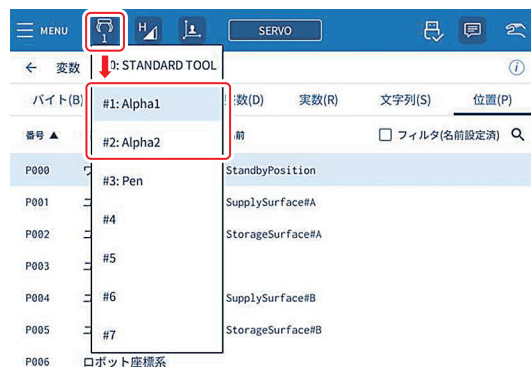 MENU 1 H SERVO
← 変数 0: STANDARD TOOL
バイト(B) #1: Alpha1 数(D) 実数(R) 文字列(S) 位置(P)
番号 ▲ #2: Alpha2 前 フィルタ(名前設定済)
P000 #3: Pen StandbyPosition
P001 SupplySurface#A
P002 #4 StorageSurface#A
P003 #5
P004 #6 SupplySurface#B
P005 #7 StorageSurface#B
P006 ロボット座標系